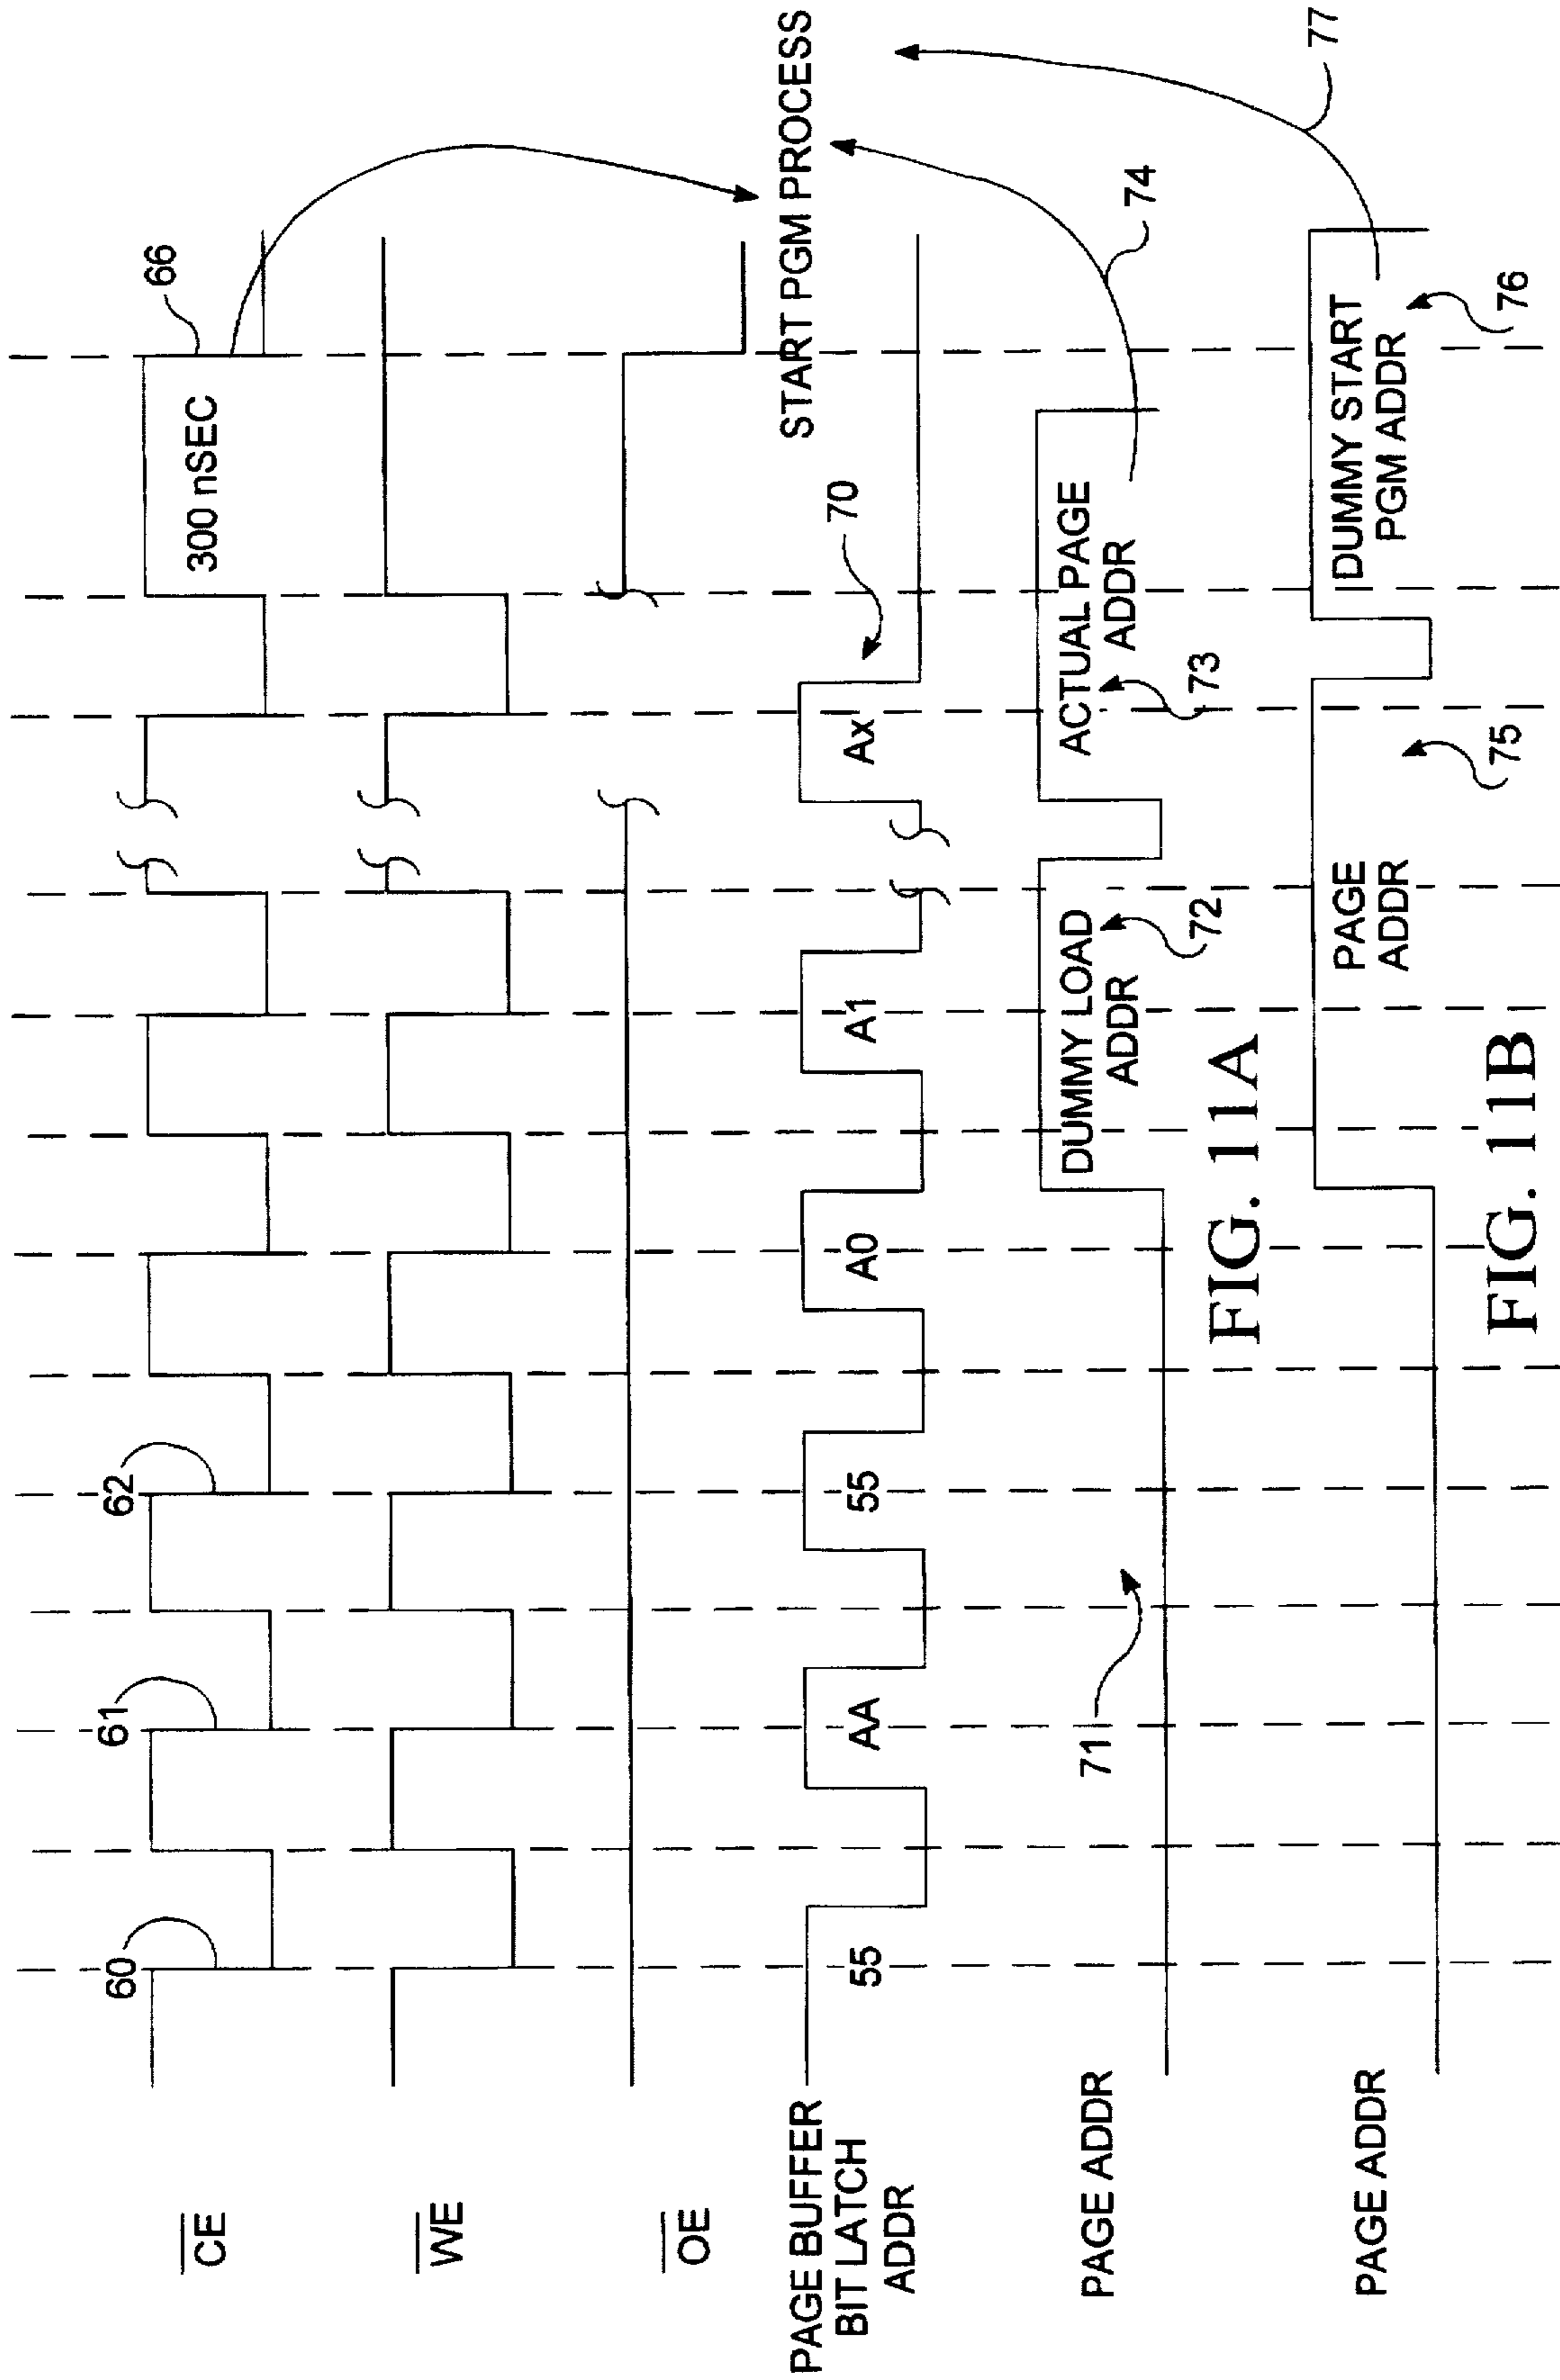 60
61
62
66
CE
300 nSEC
WE
OE
START PGM PROCESS
PAGE BUFFER
BIT LATCH
ADDR
55
AA
55
A0
A1
Ax
70
PAGE ADDR
71
DUMMY LOAD
ADDR
72
ACTUAL PAGE
ADDR
73
74
FIG. 11A
PAGE ADDR
PAGE
ADDR
75
DUMMY START
PGM ADDR
76
77
FIG. 11B